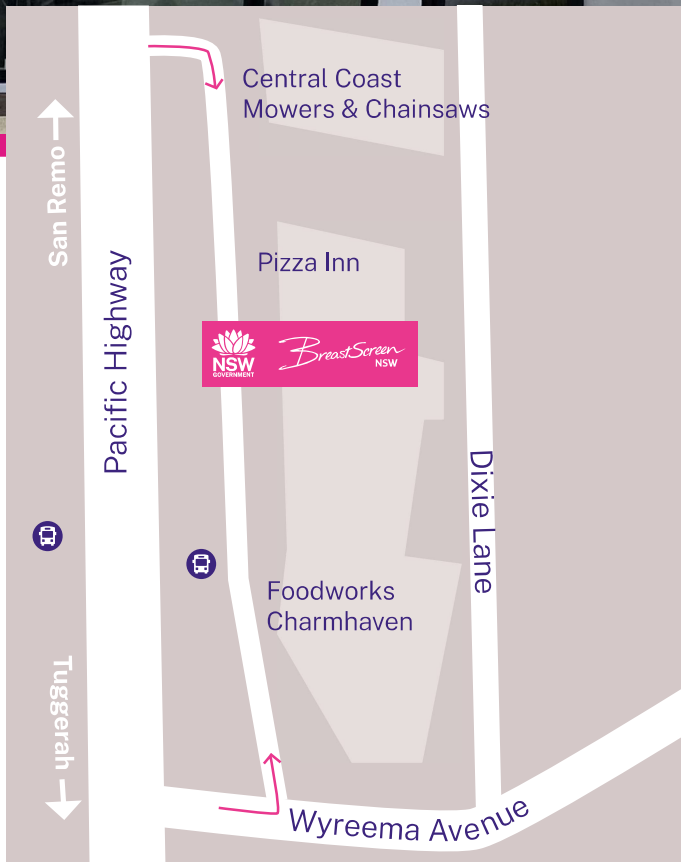 Central Coast
Mowers & Chainsaws
San Remo
Pizza Inn
Pacific Highway
NSW
GOVERNMENT
BreastScreen
NSW
Dixie Lane
Foodworks
Charmhaven
Tuggerah
Wyreema Avenue